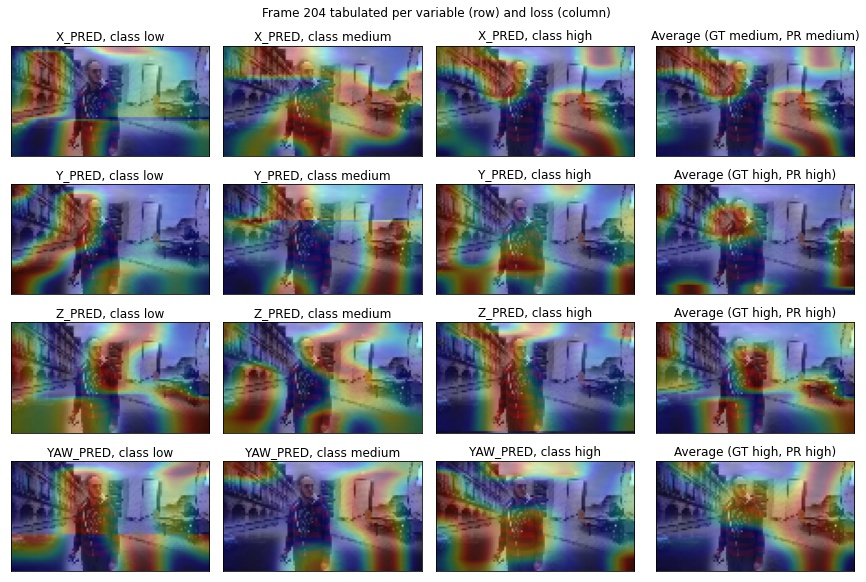 Frame 204 tabulated per variable (row) and loss (column)
X_PRED, class low
X_PRED, class medium
X_PRED, class high
Average (GT medium, PR medium)
Y_PRED, class low
Y_PRED, class medium
Y_PRED, class high
Average (GT high, PR high)
Z_PRED, class low
Z_PRED, class medium
Z_PRED, class high
Average (GT high, PR high)
YAW_PRED, class low
YAW_PRED, class medium
YAW_PRED, class high
Average (GT high, PR high)